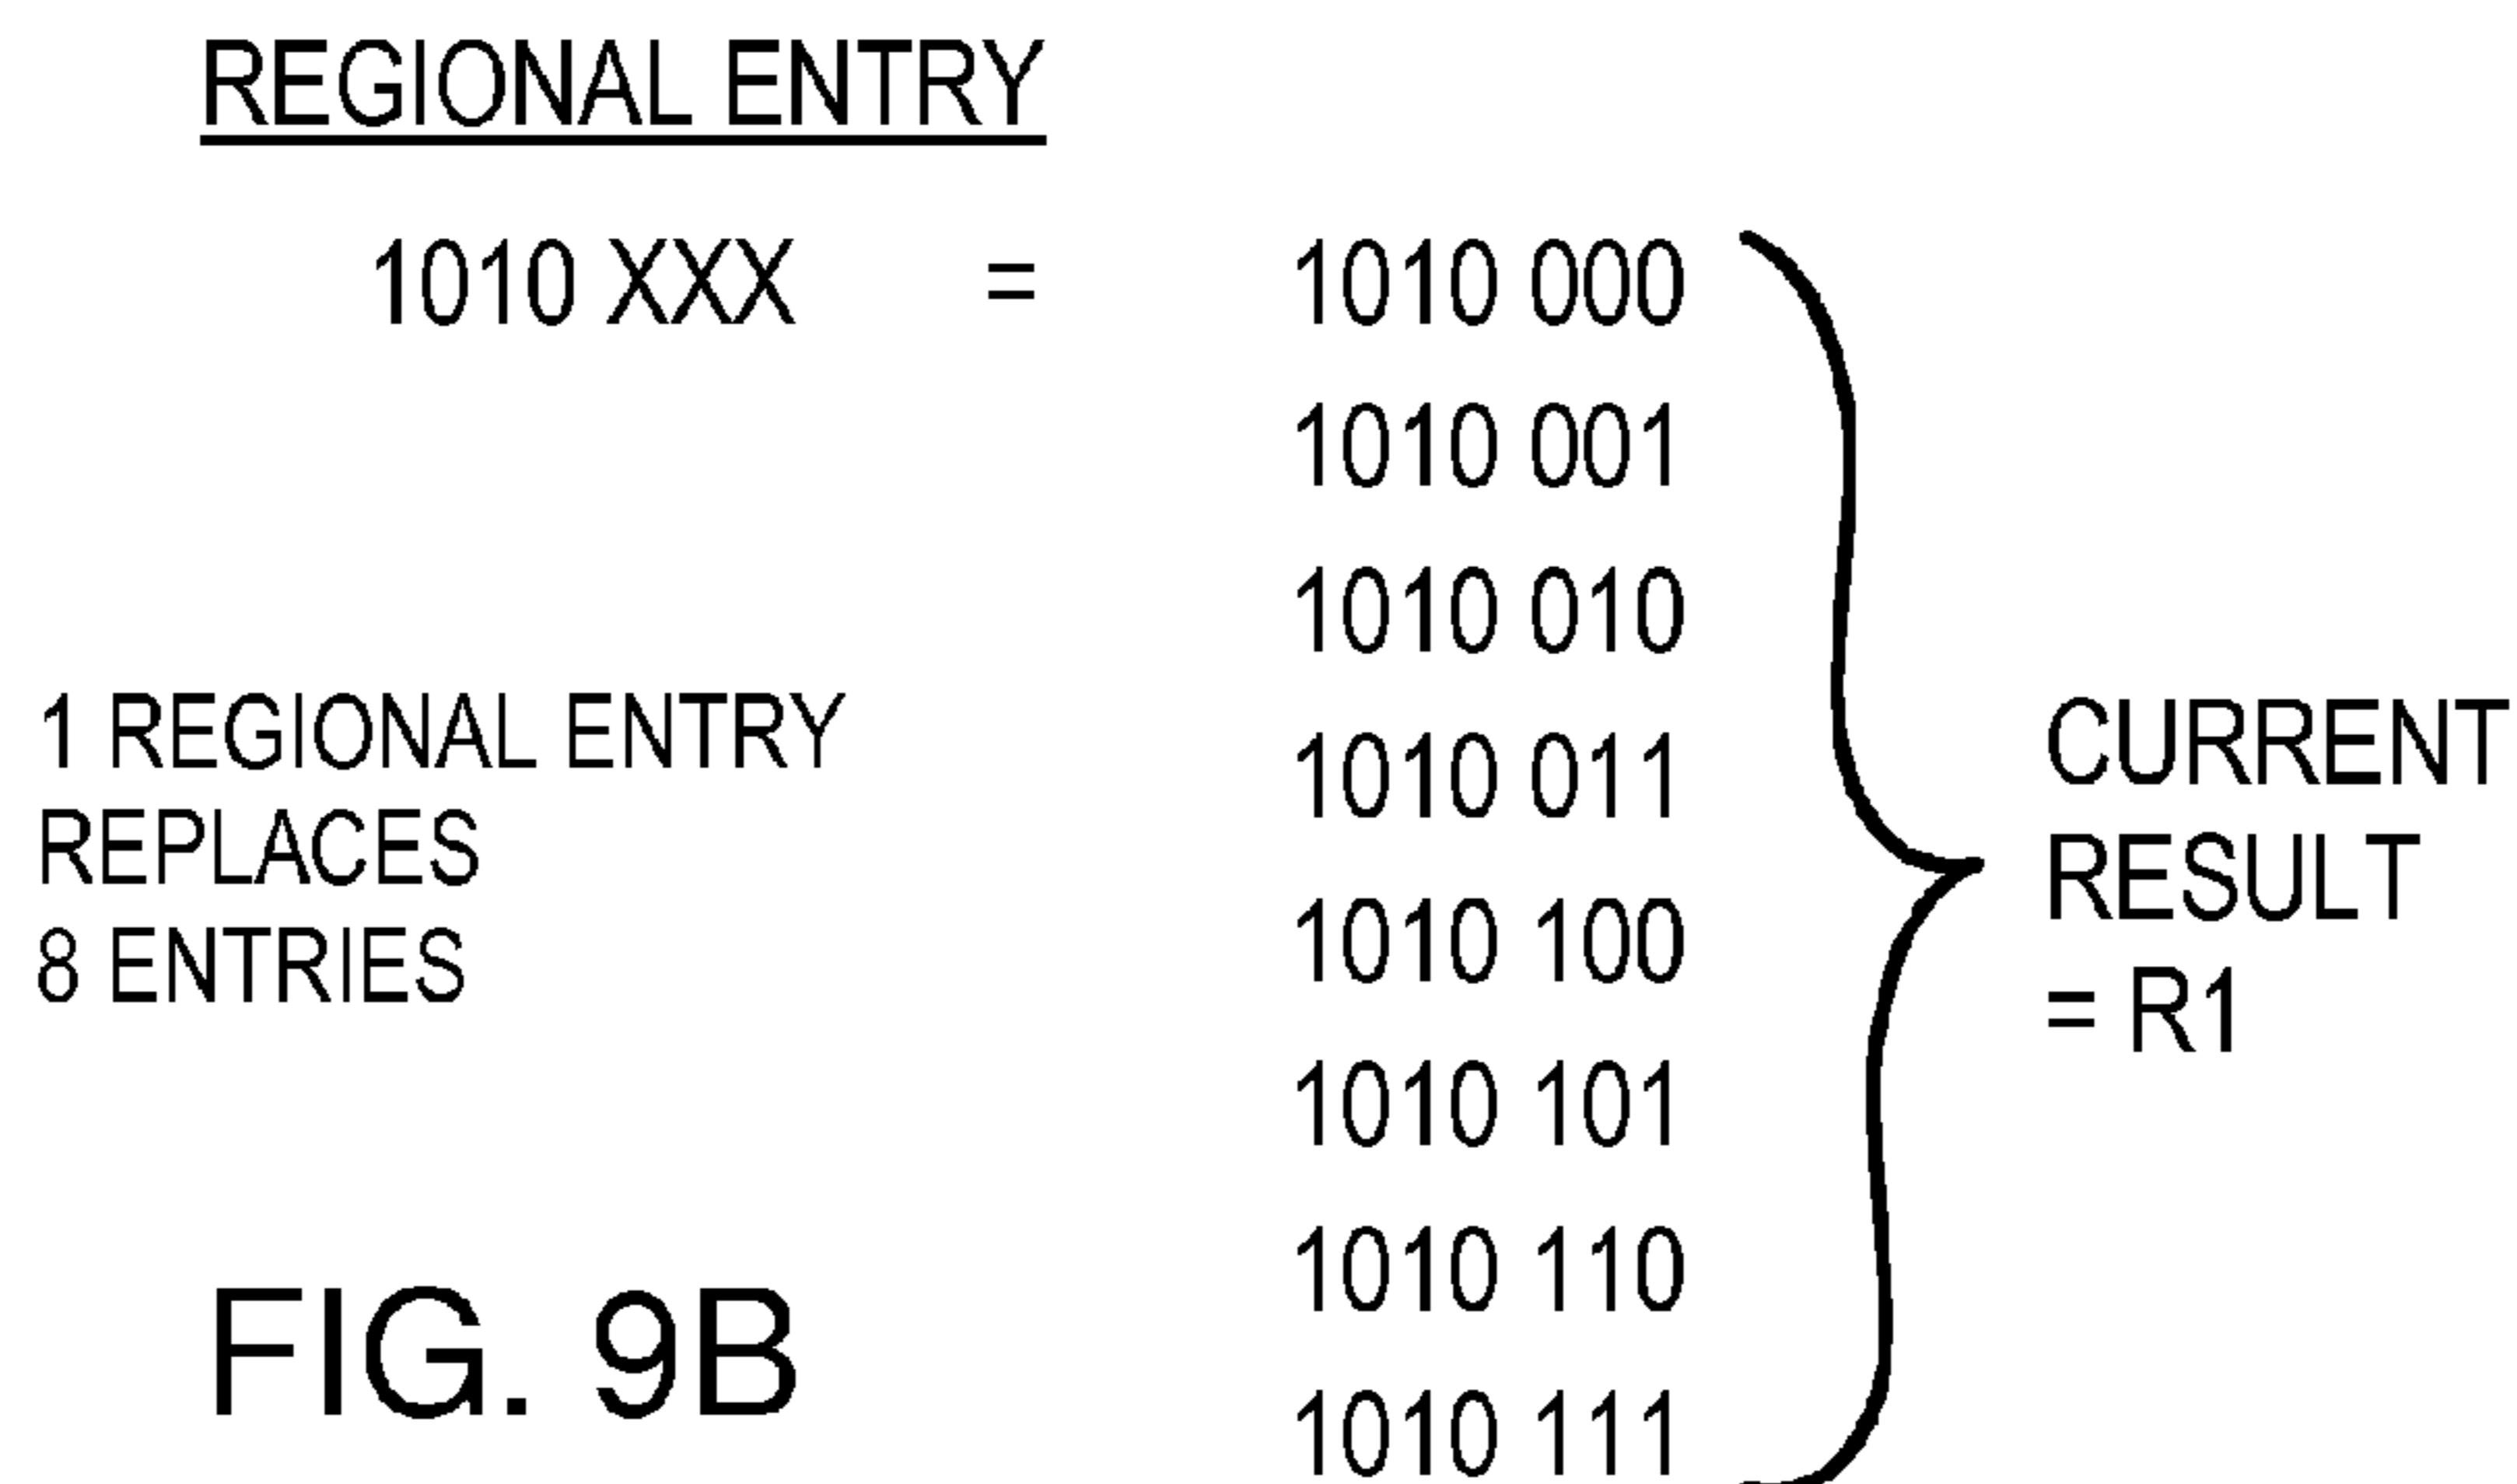 REGIONAL ENTRY
1010 XXX = 1010 000
1010 001
1010 010
1010 011
1010 100
1010 101
1010 110
1010 111
CURRENT
RESULT
= R1
1 REGIONAL ENTRY
REPLACES
8 ENTRIES
FIG. 9B